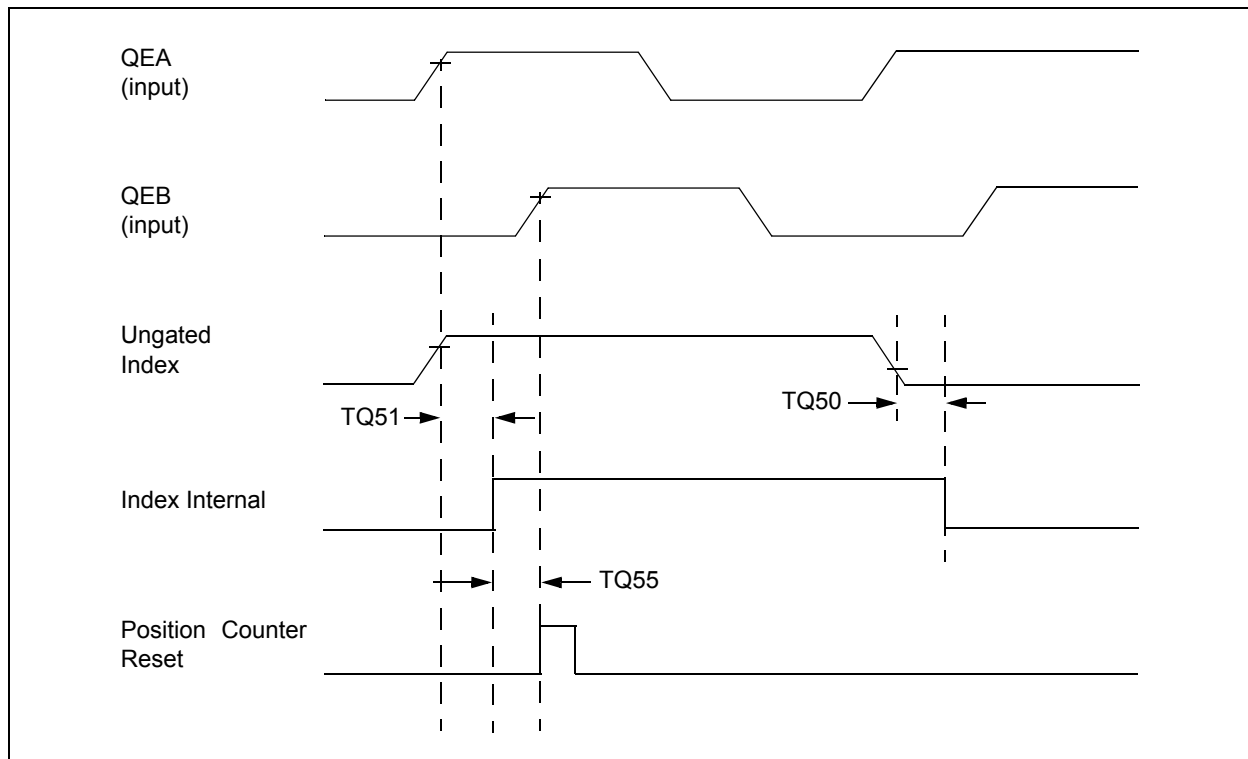 QEA
(input)
QEB
(input)
Ungated
Index
TQ51
TQ50
Index Internal
TQ55
Position Counter
Reset